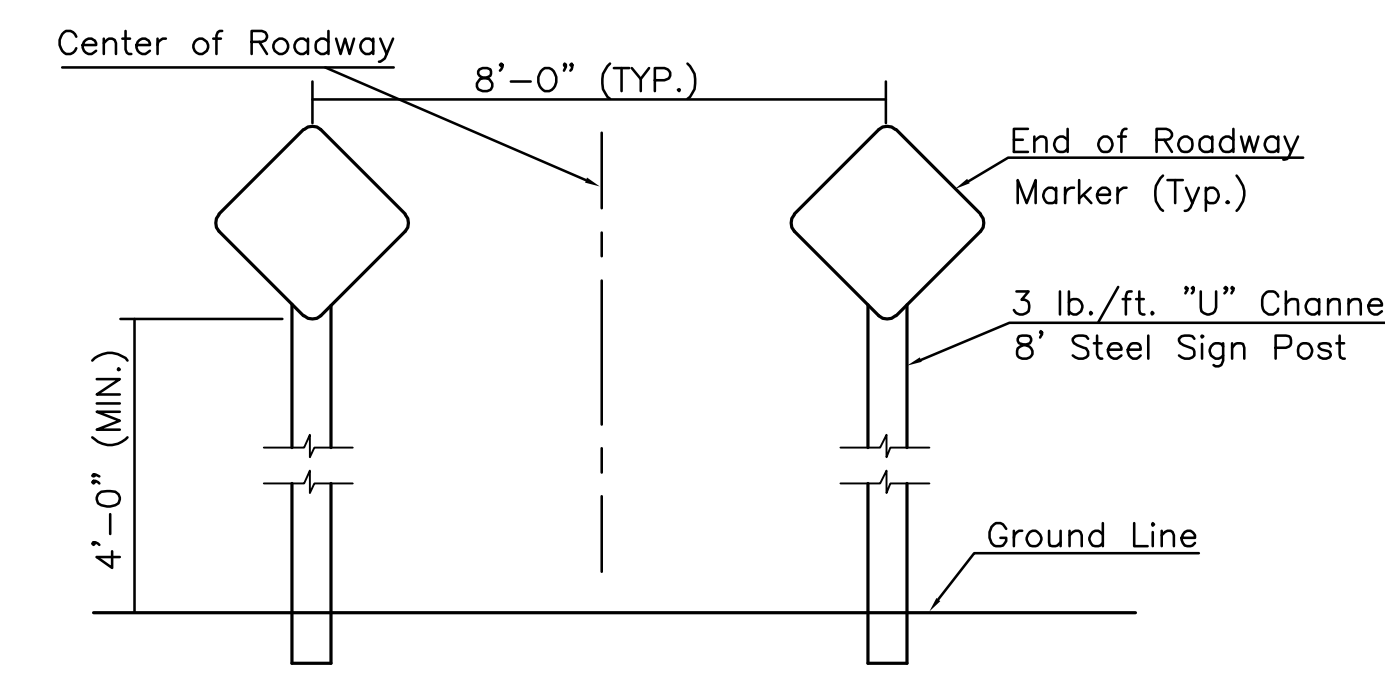 Center of Roadway
8'-0" (TYP.)
End of Roadway
Marker (Typ.)
3 lb./ft. "U" Channe
8' Steel Sign Post
4'-0" (MIN.)
Ground Line